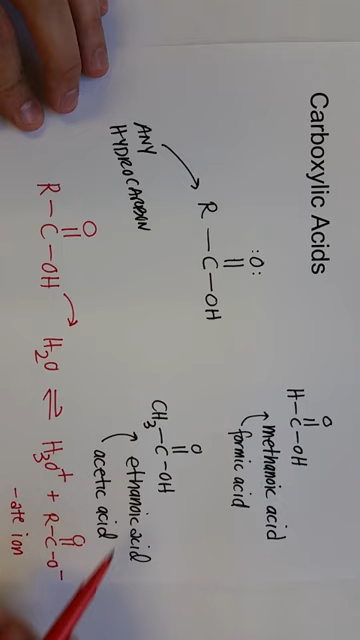 Carboxylic Acids
ANY
HYDROCARBON
:O:
||
R — C — OH
O
||
H — C — OH
methanoic acid
formic acid
O
||
CH3 — C — OH
ethanoic acid
acetic acid
O O
|| ||
R — C — OH H2O ⇌ H3O+ + R — C — O−
-ate ion